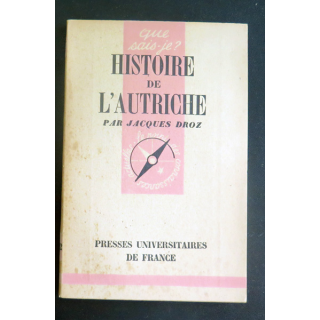 que
sais-je?
HISTOIRE
DE
L'AUTRICHE
PAR JACQUES DROZ
PRESSES UNIVERSITAIRES
DE FRANCE